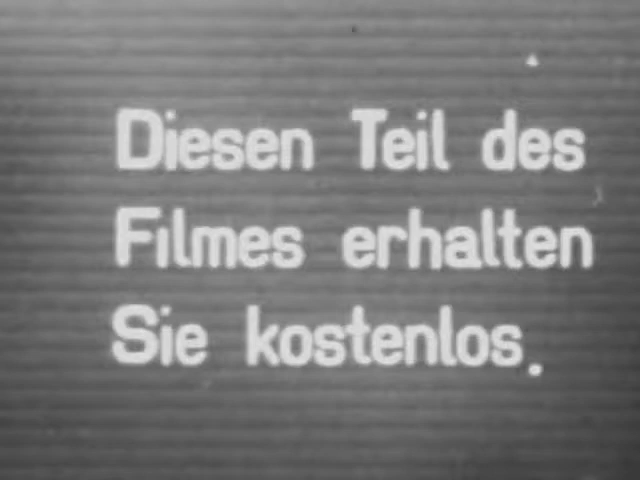 Diesen Teil des
Filmes erhalten
Sie kostenlos.